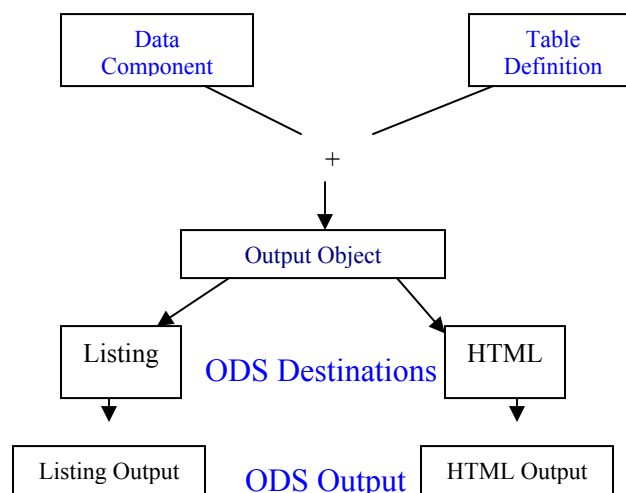 Data
Component
Table
Definition
+
Output Object
Listing
ODS Destinations
HTML
Listing Output
ODS Output
HTML Output